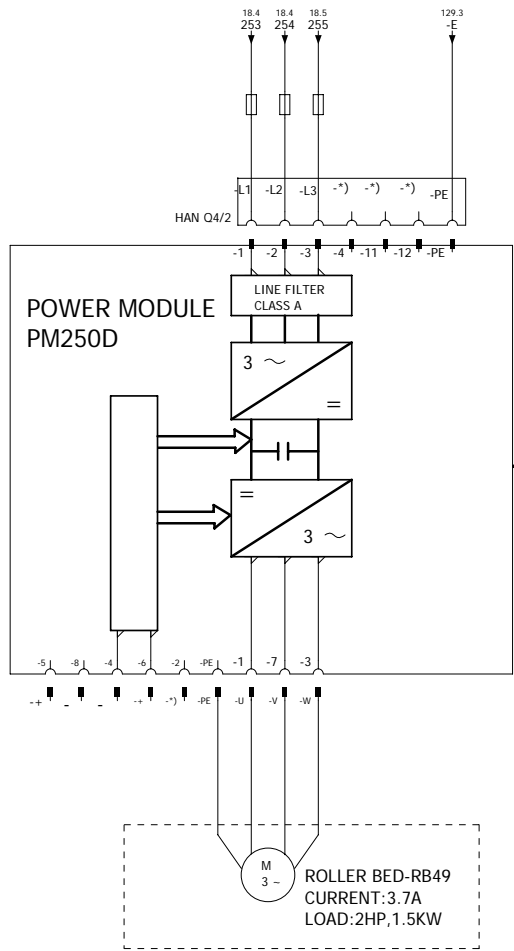 18.4 18.4 18.5 129.3
253 254 255 -E
-L1 -L2 -L3 -*) -*) -*) -PE
HAN Q4/2
-1 -2 -3 -4 -11 -12 -PE
LINE FILTER
CLASS A
POWER MODULE
PM250D
3 ~
=
=
3 ~
-5 -8 -4 -6 -2 -PE -1 -7 -3
-+ - - -+ -*) -PE -U -V -W
M
3 ~
ROLLER BED-RB49
CURRENT:3.7A
LOAD:2HP,1.5KW